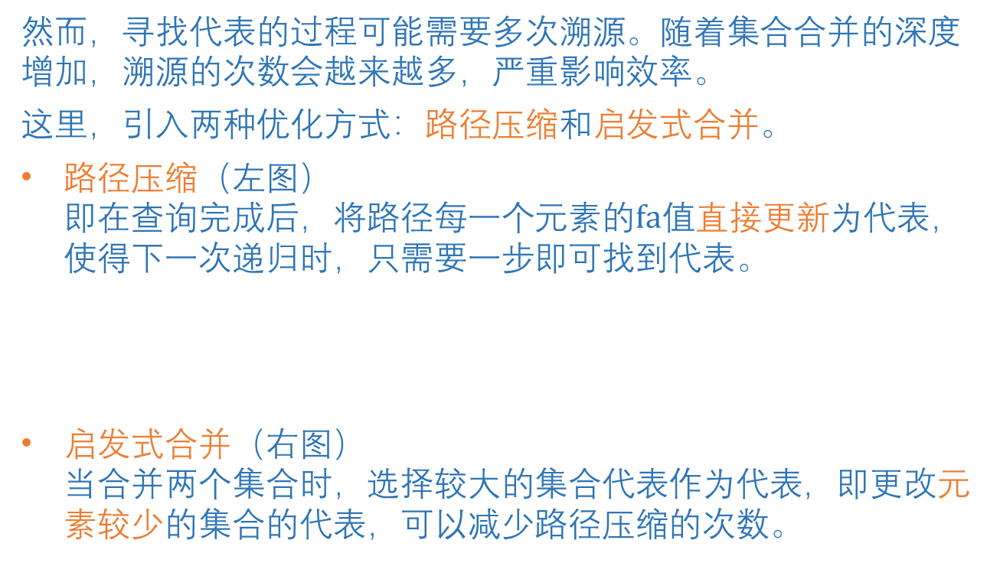 然而，寻找代表的过程可能需要多次溯源。随着集合合并的深度
增加，溯源的次数会越来越多，严重影响效率。
这里，引入两种优化方式：路径压缩和启发式合并。
• 路径压缩（左图）
即在查询完成后，将路径每一个元素的fa值直接更新为代表，
使得下一次递归时，只需要一步即可找到代表。
• 启发式合并（右图）
当合并两个集合时，选择较大的集合代表作为代表，即更改元
素较少的集合的代表，可以减少路径压缩的次数。